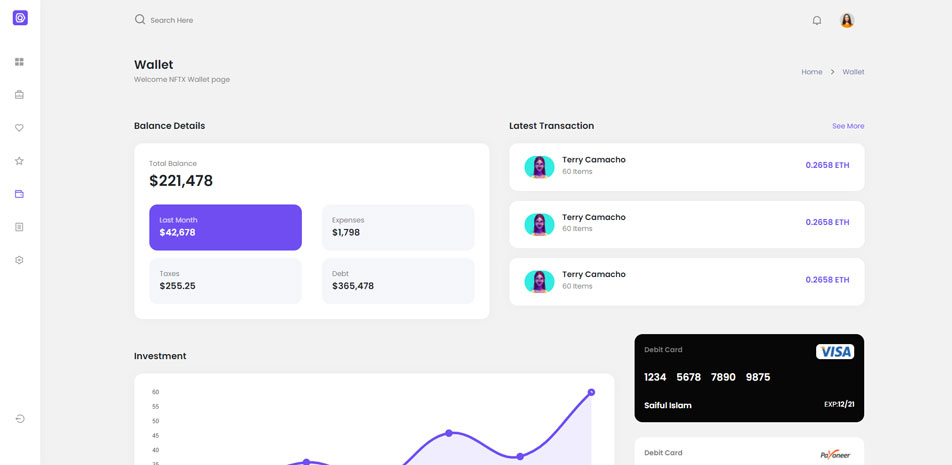 Search Here
Wallet
Welcome NFTX Wallet page
Home > Wallet
Balance Details
Total Balance
$221,478
Last Month
$42,678
Expenses
$1,798
Taxes
$255.25
Debt
$365,478
Latest Transaction
See More
Terry Camacho
60 Items
0.2658 ETH
Terry Camacho
60 Items
0.2658 ETH
Terry Camacho
60 Items
0.2658 ETH
Investment
60
55
50
45
40
35
Debit Card
VISA
1234 5678 7890 9875
Saiful Islam
EXP:12/21
Debit Card
Payoneer